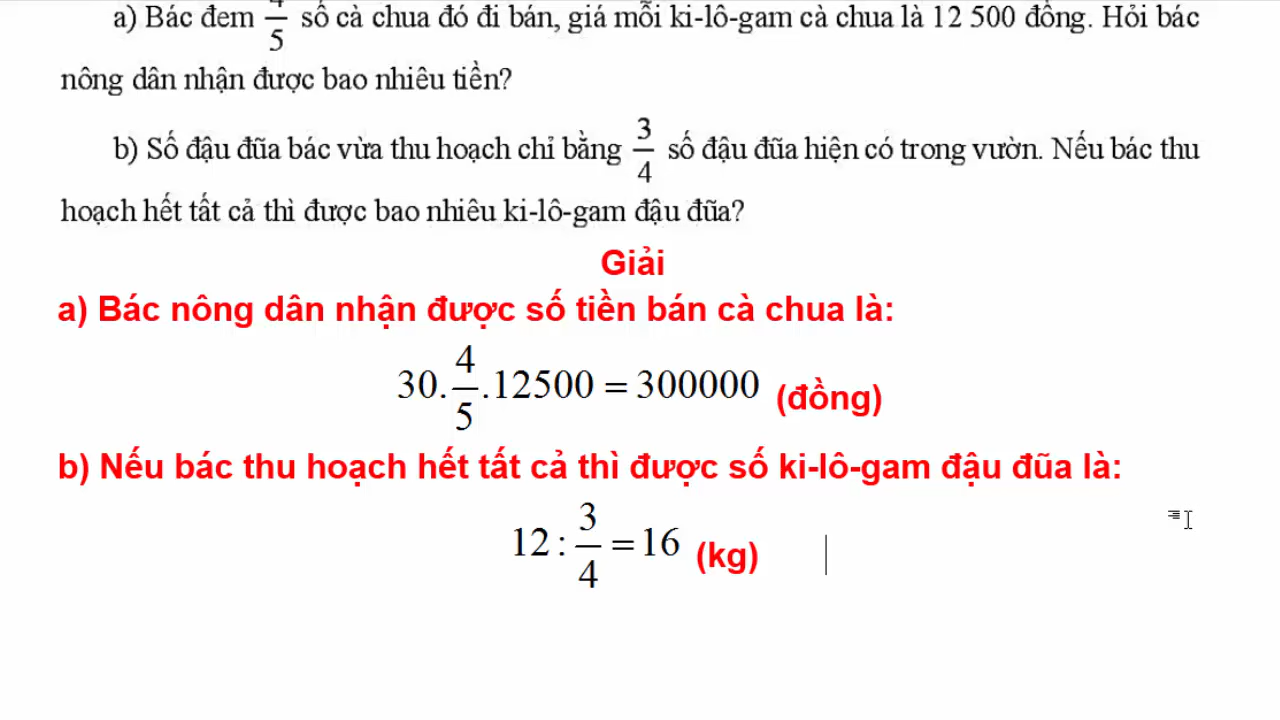 a) Bác đem 4/5 số cà chua đó đi bán, giá mỗi ki-lô-gam cà chua là 12 500 đồng. Hỏi bác
nông dân nhận được bao nhiêu tiền?
b) Số đậu đũa bác vừa thu hoạch chỉ bằng 3/4 số đậu đũa hiện có trong vườn. Nếu bác thu
hoạch hết tất cả thì được bao nhiêu ki-lô-gam đậu đũa?
Giải
a) Bác nông dân nhận được số tiền bán cà chua là:
30. 4/5 .12500 = 300000 (đồng)
b) Nếu bác thu hoạch hết tất cả thì được số ki-lô-gam đậu đũa là:
12 : 3/4 = 16 (kg)